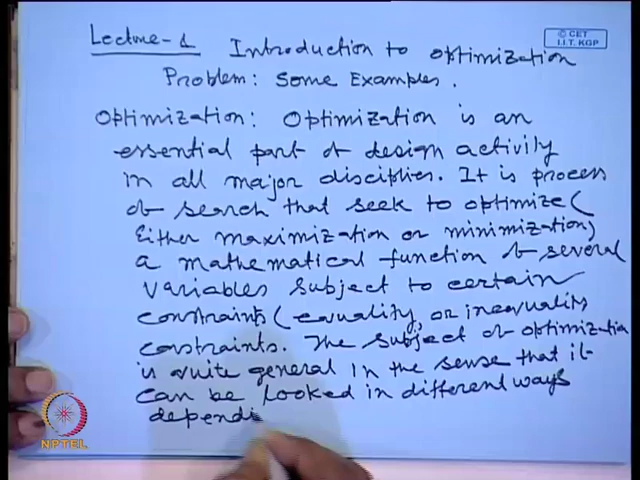 Lecture-1 Introduction to optimization
© CET
I.I.T. KGP
Problem: Some Examples.
Optimization: Optimization is an
essential part of design activity
in all major disciplies. It is process
of search that seek to optimize (
Either maximization or minimization)
a mathematical function of several
variables subject to certain
constraints (equality or inequality
constraints. The subject of optimization
is quite general in the sense that it
can be looked in different ways
dependi
NPTEL